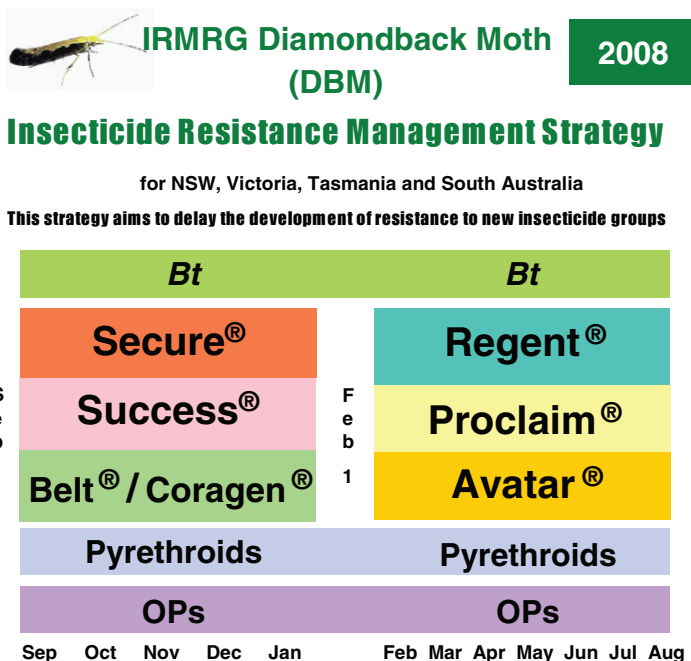 IRMRG Diamondback Moth
(DBM)
2008
Insecticide Resistance Management Strategy
for NSW, Victoria, Tasmania and South Australia
This strategy aims to delay the development of resistance to new insecticide groups
Bt Bt
Secure® Regent®
Success® Proclaim®
Belt®/Coragen® Avatar®
Feb 1
Pyrethroids Pyrethroids
OPs OPs
Sep Oct Nov Dec Jan Feb Mar Apr May Jun Jul Aug